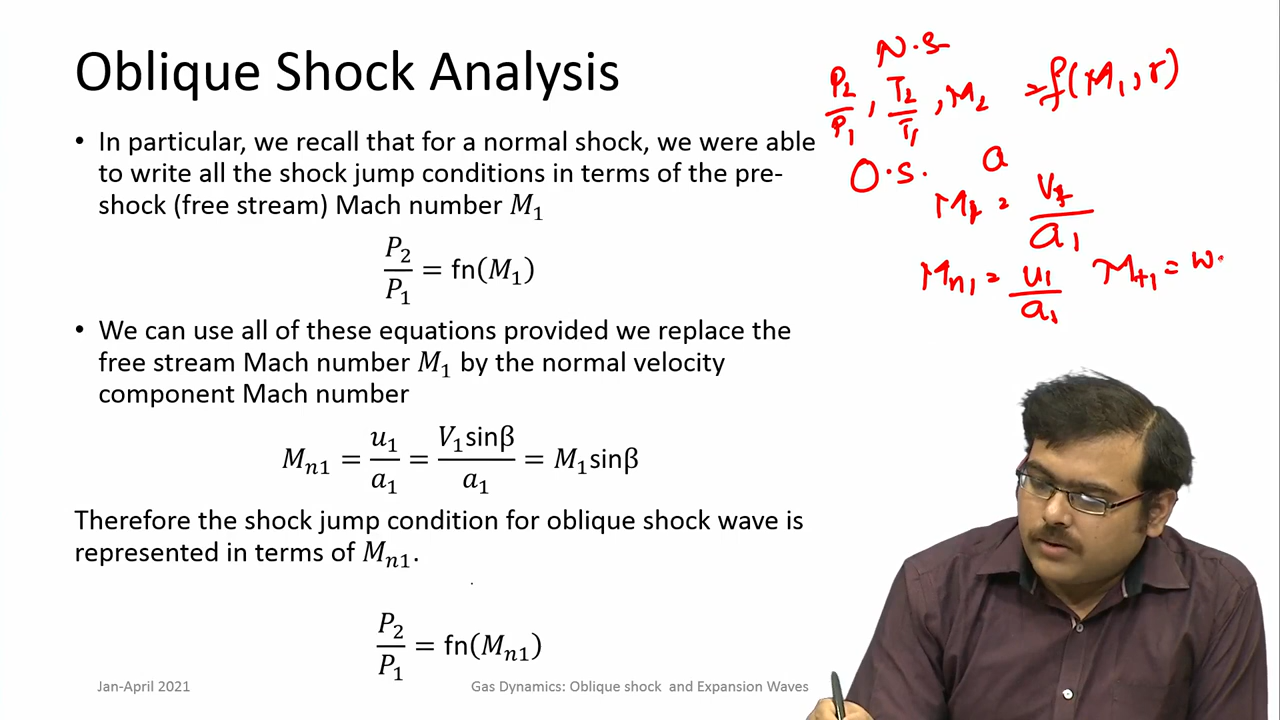 Oblique Shock Analysis
• In particular, we recall that for a normal shock, we were able
to write all the shock jump conditions in terms of the pre-
shock (free stream) Mach number M₁
P₂/P₁ = fn(M₁)
• We can use all of these equations provided we replace the
free stream Mach number M₁ by the normal velocity
component Mach number
Mₙ₁ = u₁/a₁ = V₁sinβ/a₁ = M₁sinβ
Therefore the shock jump condition for oblique shock wave is
represented in terms of Mₙ₁.
P₂/P₁ = fn(Mₙ₁)
N.S
P₂/P₁, T₂/T₁, M₂ = f(M₁, γ)
O.S. a
Mₙ₁ = u₁/a₁ Mₜ₁ = w
Jan-April 2021
Gas Dynamics: Oblique shock and Expansion Waves